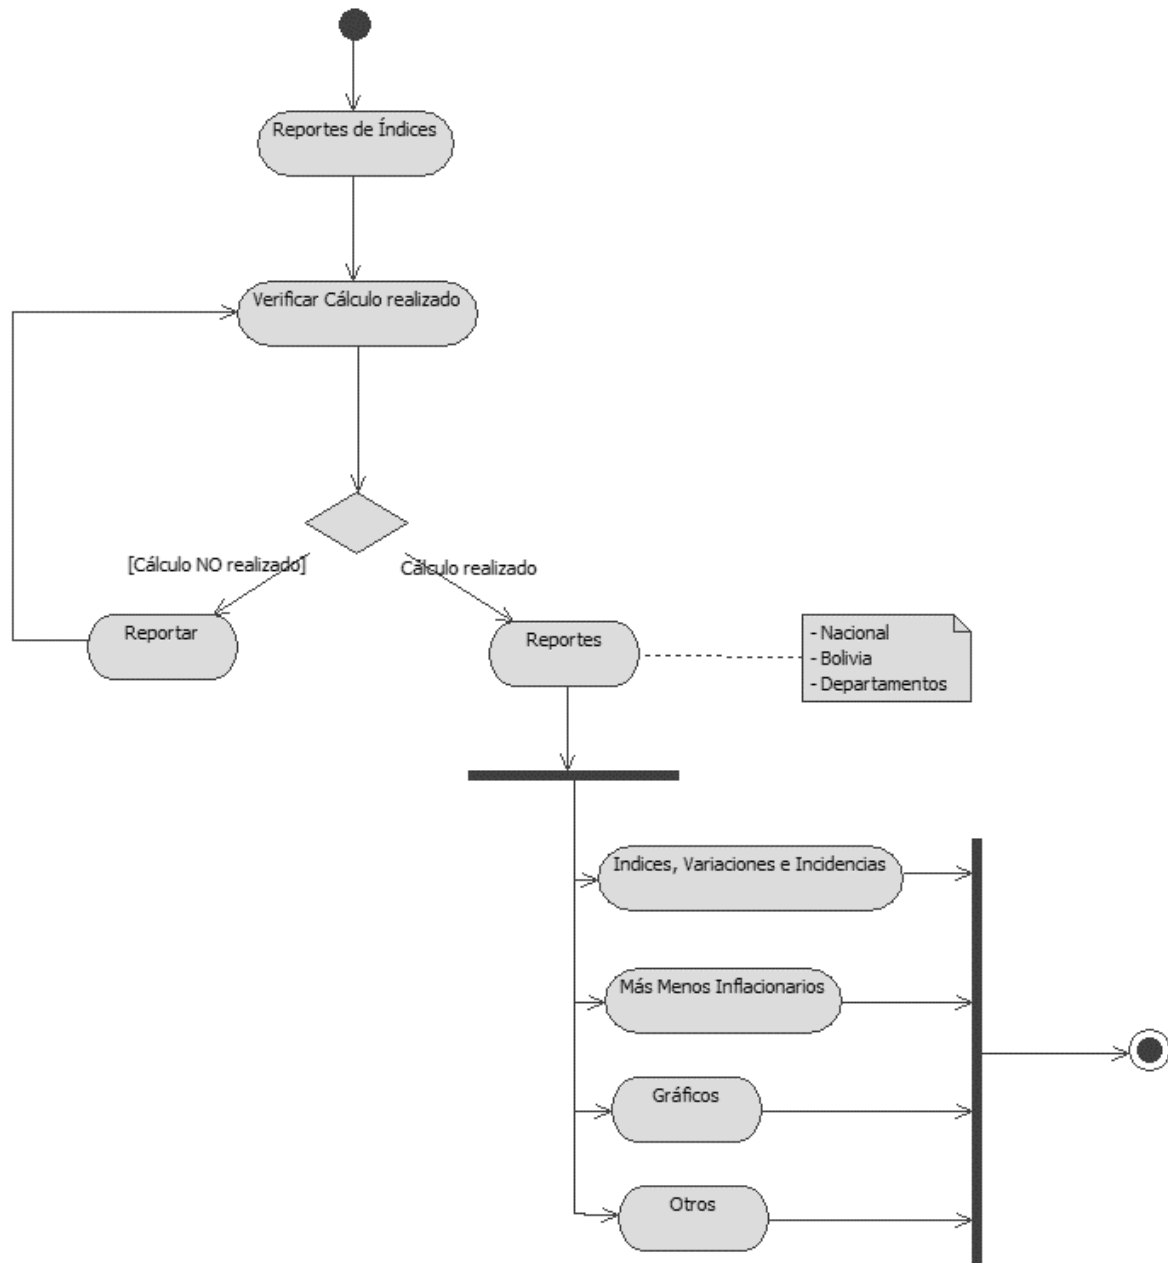 Reportes de Índices
Verificar Cálculo realizado
[Cálculo NO realizado]
Cálculo realizado
Reportar
Reportes
- Nacional
- Bolivia
- Departamentos
Indices, Variaciones e Incidencias
Más Menos Inflacionarios
Gráficos
Otros